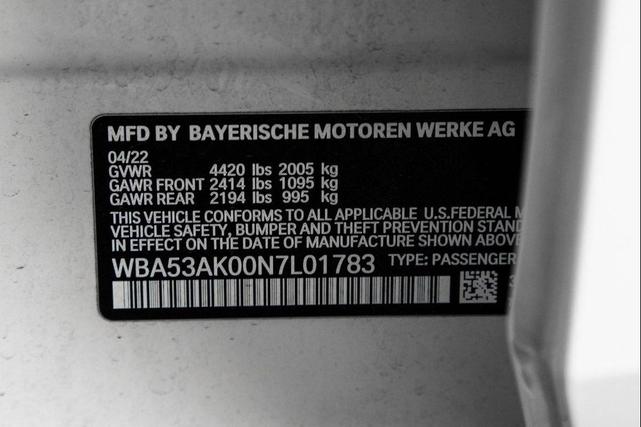 MFD BY BAYERISCHE MOTOREN WERKE AG
04/22
GVWR 4420 lbs 2005 kg
GAWR FRONT 2414 lbs 1095 kg
GAWR REAR 2194 lbs 995 kg
THIS VEHICLE CONFORMS TO ALL APPLICABLE U.S.FEDERAL M
VEHICLE SAFETY, BUMPER AND THEFT PREVENTION STAND
IN EFFECT ON THE DATE OF MANUFACTURE SHOWN ABOVE
WBA53AK00N7L01783 TYPE: PASSENGER